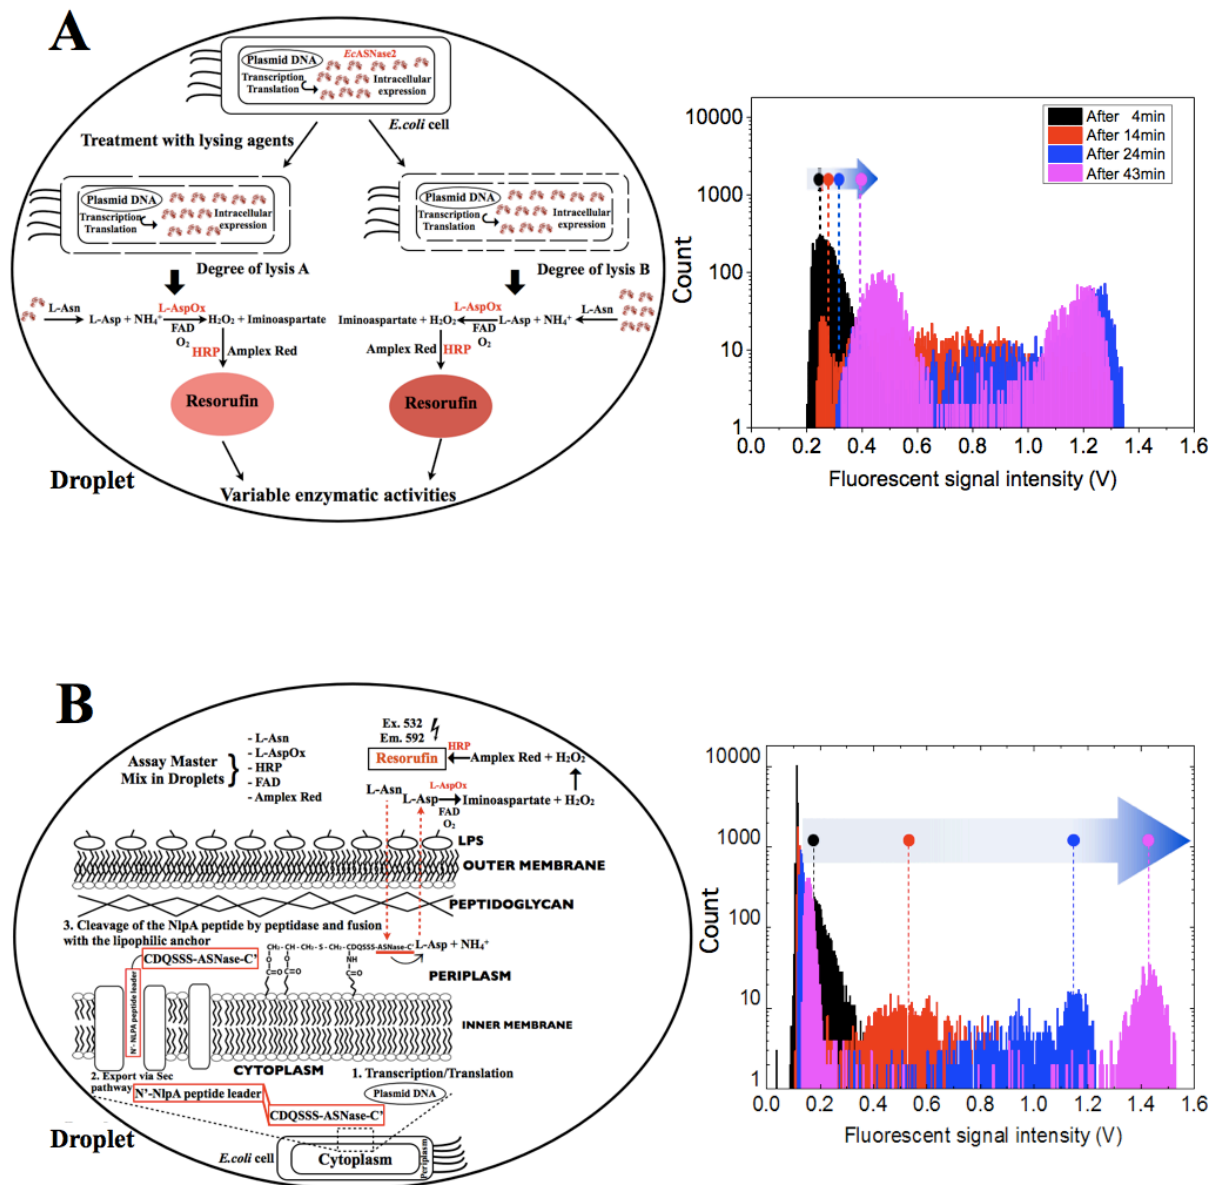 A
Plasmid DNA
EcASNase2
Transcription
Translation
Intracellular
expression
E.coli cell
Treatment with lysing agents
Plasmid DNA
Transcription
Translation
Intracellular
expression
Plasmid DNA
Transcription
Translation
Intracellular
expression
Degree of lysis A
Degree of lysis B
L-Asn
L-Asp + NH₄⁺
L-AspOx
FAD
O₂
H₂O₂ + Iminoaspartate
Iminoaspartate + H₂O₂
L-AspOx
FAD
O₂
L-Asp + NH₄⁺
L-Asn
HRP
Amplex Red
Amplex Red
HRP
Resorufin
Resorufin
Droplet
Variable enzymatic activities
10000
1000
100
10
1
Count
After 4min
After 14min
After 24min
After 43min
0.0 0.2 0.4 0.6 0.8 1.0 1.2 1.4 1.6
Fluorescent signal intensity (V)
B
Assay Master
Mix in Droplets
- L-Asn
- L-AspOx
- HRP
- FAD
- Amplex Red
Ex. 532
Em. 592
Resorufin
HRP
Amplex Red + H₂O₂
L-Asn
L-Asp
L-AspOx
FAD
O₂
Iminoaspartate + H₂O₂
LPS
OUTER MEMBRANE
PEPTIDOGLYCAN
3. Cleavage of the NlpA peptide by peptidase and fusion
with the lipophilic anchor
CDQSSS-ASNase-C'
CH₂- CH - CH₂ - S - CH₂ - CDQSSS-ASNase-C'
O O NH
C=O C=O C=O
L-Asp + NH₄⁺
PERIPLASM
N'- NLPA peptide leader
INNER MEMBRANE
CYTOPLASM
2. Export via Sec
pathway
1. Transcription/Translation
Plasmid DNA
N'-NlpA peptide leader
CDQSSS-ASNase-C'
Droplet
E.coli cell
Cytoplasm
Periplasm
10000
1000
100
10
1
Count
0.0 0.2 0.4 0.6 0.8 1.0 1.2 1.4 1.6
Fluorescent signal intensity (V)